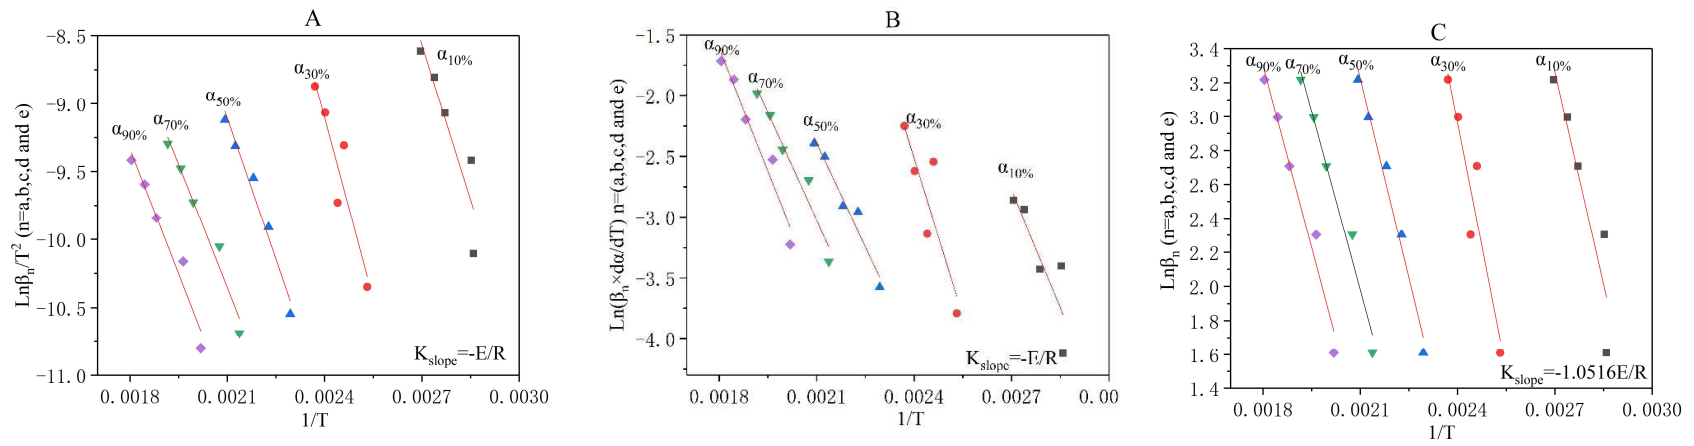 A
−8.5
−9.0
−9.5
−10.0
−10.5
−11.0
0.0018
0.0021
0.0024
0.0027
0.0030
1/T
Lnβn/T² (n=a,b,c,d and e)
α90%
α70%
α50%
α30%
α10%
Kslope=-E/R
B
−1.5
−2.0
−2.5
−3.0
−3.5
−4.0
0.0018
0.0021
0.0024
0.0027
0.00
1/T
Ln(βn×dα/dT) n=(a,b,c,d and e)
α90%
α70%
α50%
α30%
α10%
Kslope=-E/R
C
3.4
3.2
3.0
2.8
2.6
2.4
2.2
2.0
1.8
1.6
1.4
0.0018
0.0021
0.0024
0.0027
0.0030
1/T
Lnβn (n=a,b,c,d and e)
α90%
α70%
α50%
α30%
α10%
Kslope=-1.0516E/R